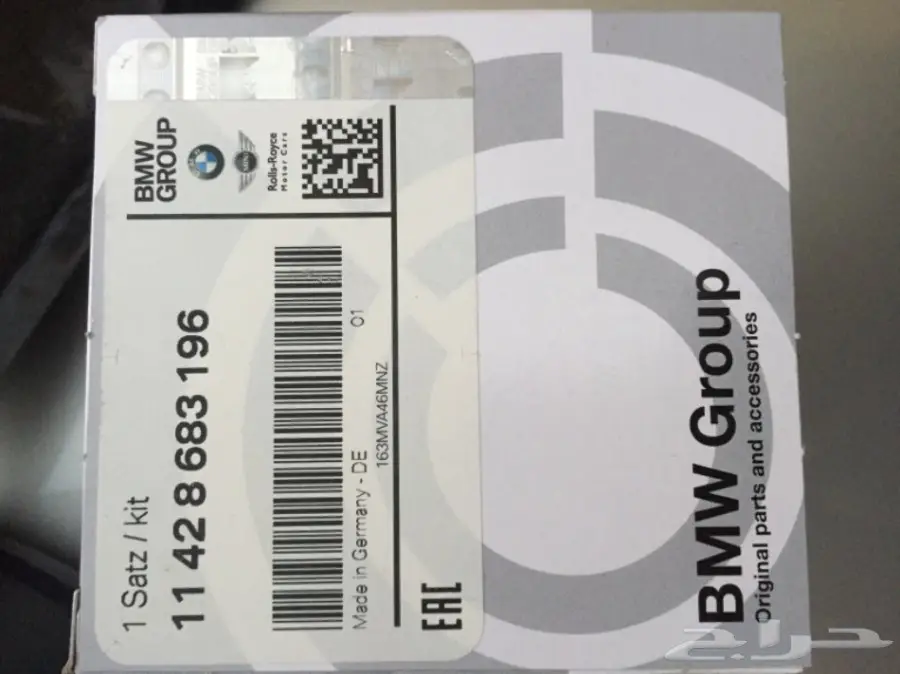 BMW
GROUP
Rolls-Royce
Motor Cars
1 Satz / kit
11 42 8 683 196
Made in Germany - DE
01
163MVA46MNZ
EAC
BMW Group
Original parts and accessories
حراج